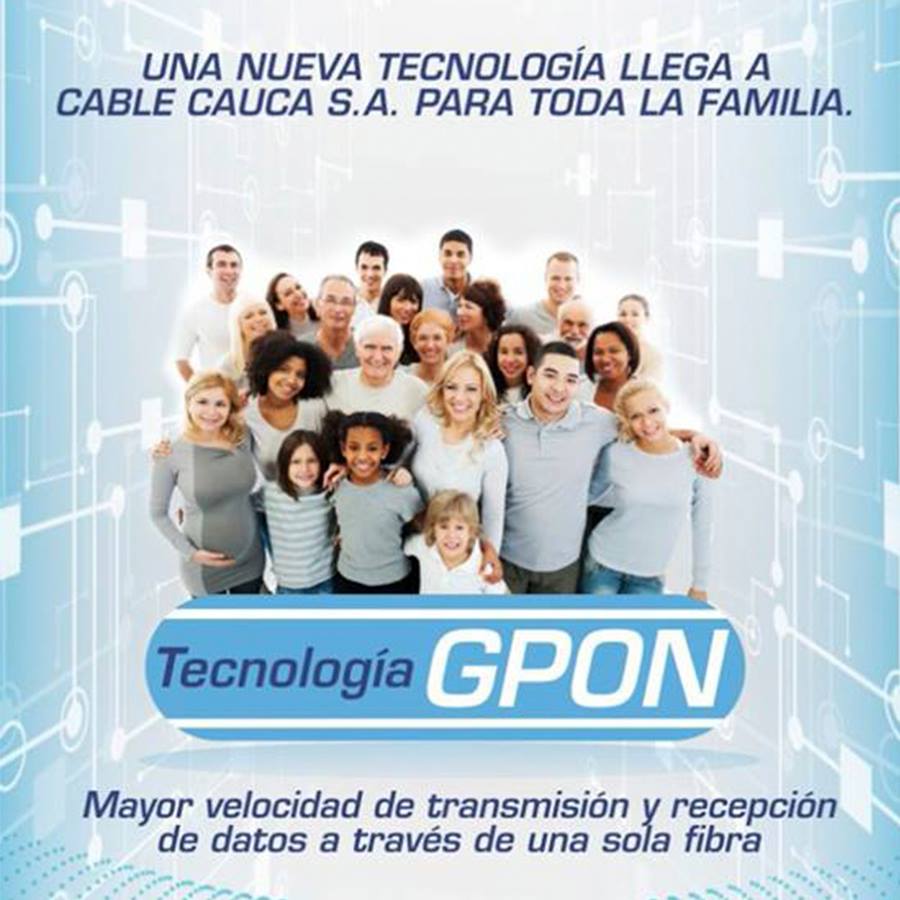 UNA NUEVA TECNOLOGÍA LLEGA A
CABLE CAUCA S.A. PARA TODA LA FAMILIA.
Tecnología GPON
Mayor velocidad de transmisión y recepción
de datos a través de una sola fibra